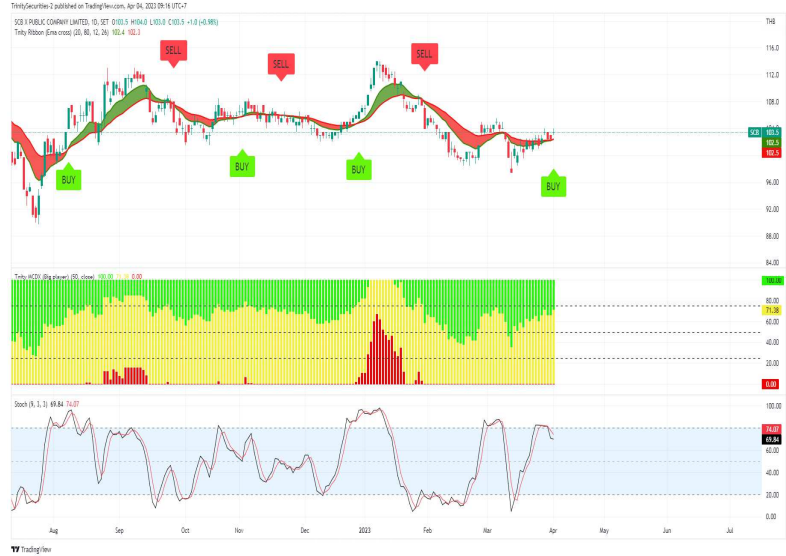 TrinitySecurities-2 published on TradingView.com, Apr 04, 2023 09:16 UTC+7
SCB X PUBLIC COMPANY LIMITED, 1D, SET O103.5 H104.0 L103.0 C103.5 +1.0 (+0.98%)
THB
Tnity Ribbon (Ema cross) (20, 80, 12, 26) 102.4 102.3
SELL
SELL
SELL
116.0
112.0
108.0
SCB 103.5
102.5
102.5
BUY
BUY
BUY
BUY
96.00
92.00
88.00
84.00
Tnity MCDX (Big player) (50, close) 100.00 71.38 0.00
100.00
80.00
71.38
60.00
40.00
20.00
0.00
Stoch (9, 3, 3) 69.84 74.07
100.00
74.07
69.84
60.00
40.00
20.00
0.00
Aug Sep Oct Nov Dec 2023 Feb Mar Apr May Jun Jul
TradingView